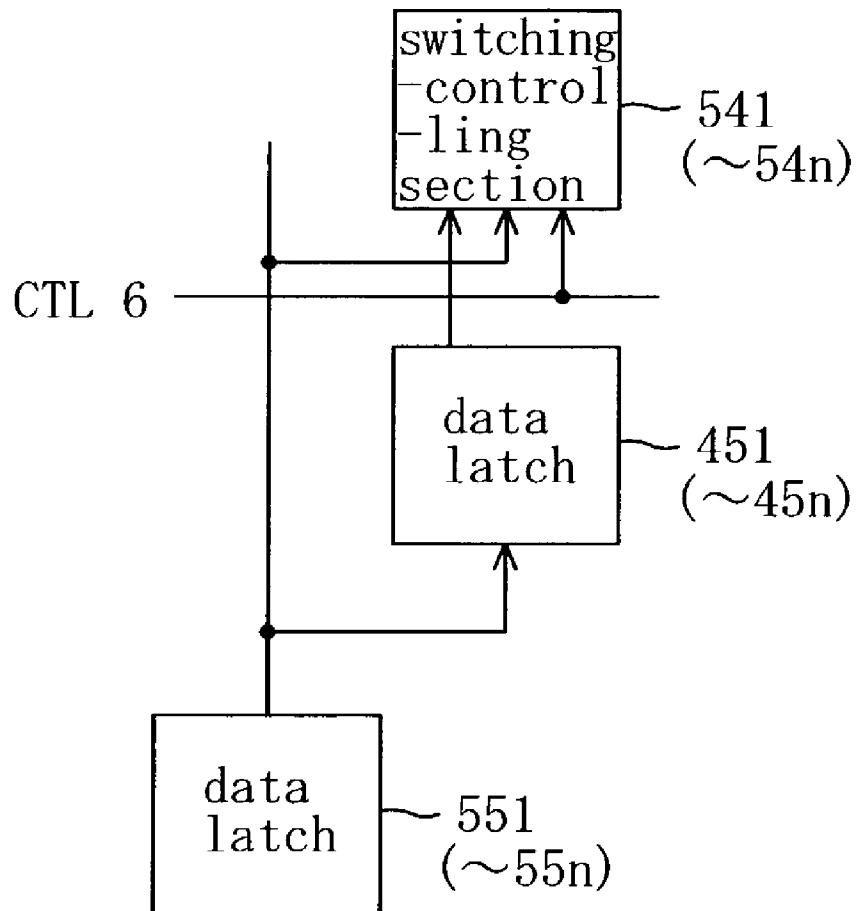 switching
-control
-ling
section
541
(～54n)
CTL 6
data
latch
451
(～45n)
data
latch
551
(～55n)